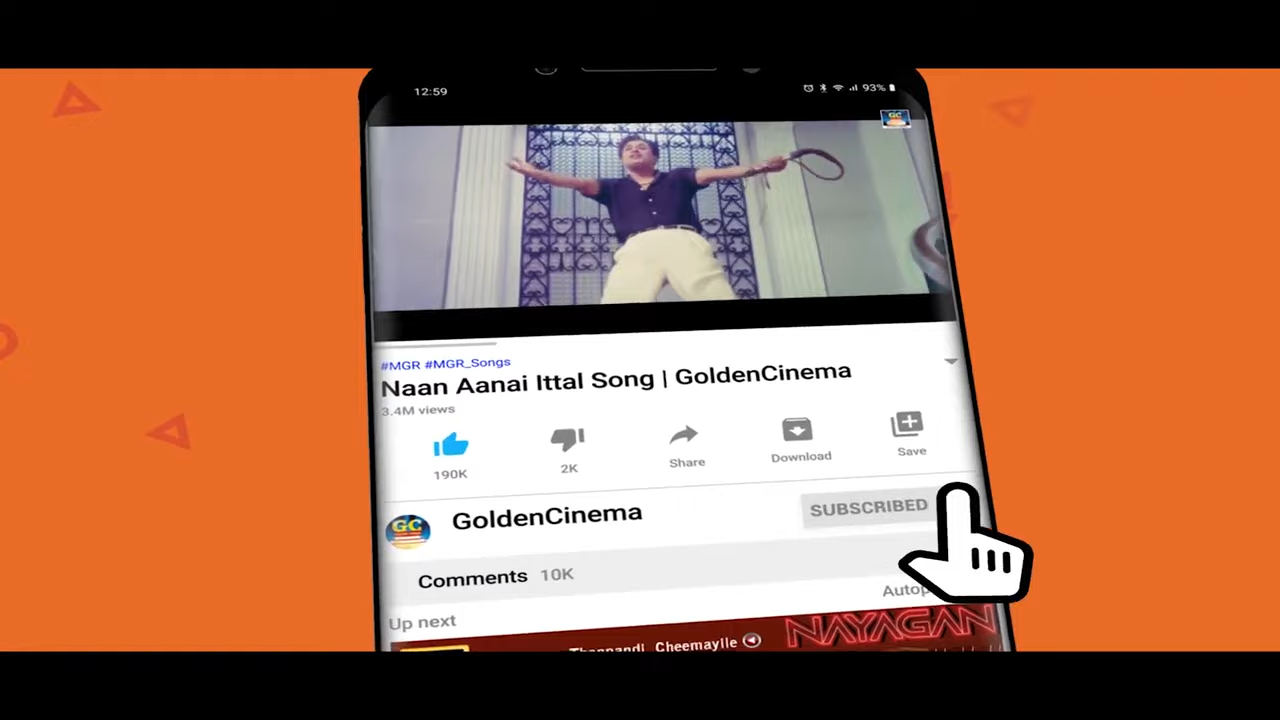 12:59
93%
GC
#MGR #MGR_Songs
Naan Aanai Ittal Song | GoldenCinema
3.4M views
190K
2K
Share
Download
Save
GC
GoldenCinema
SUBSCRIBED
Comments 10K
Up next
NAYAGAN
Cheemaylle